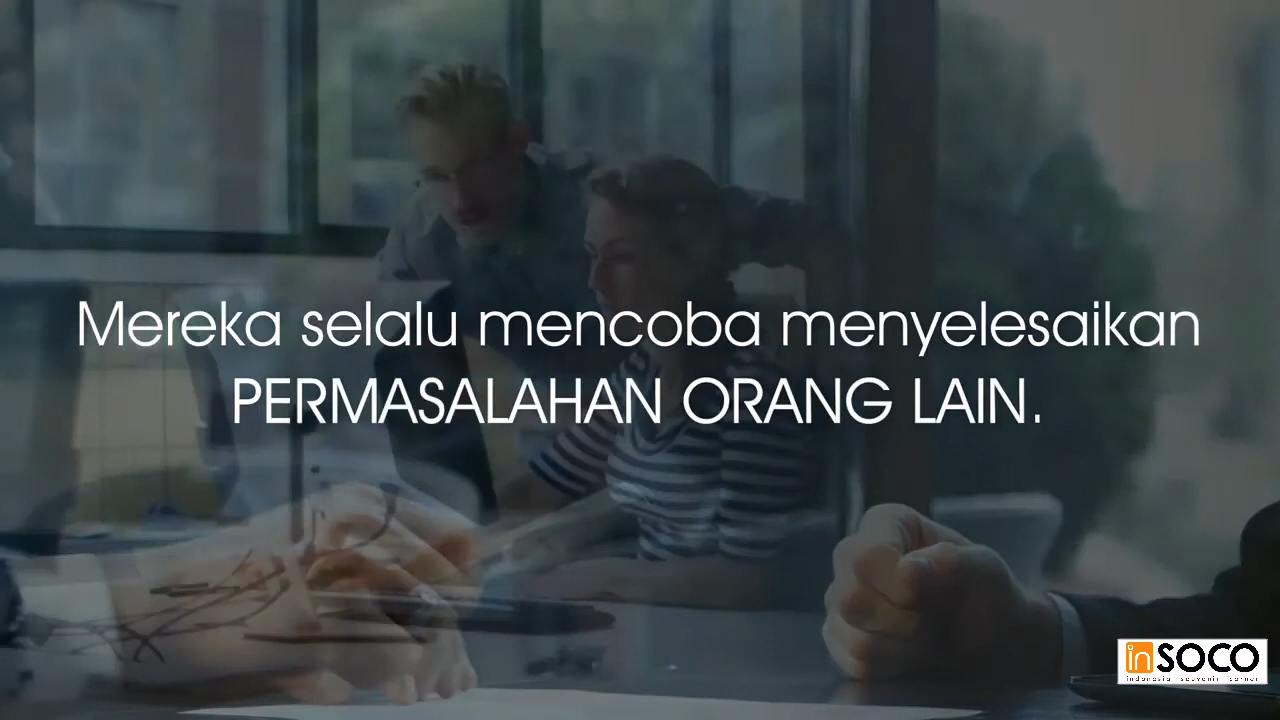 Mereka selalu mencoba menyelesaikan
PERMASALAHAN ORANG LAIN.
inSOCO
indonesia souvenir corner